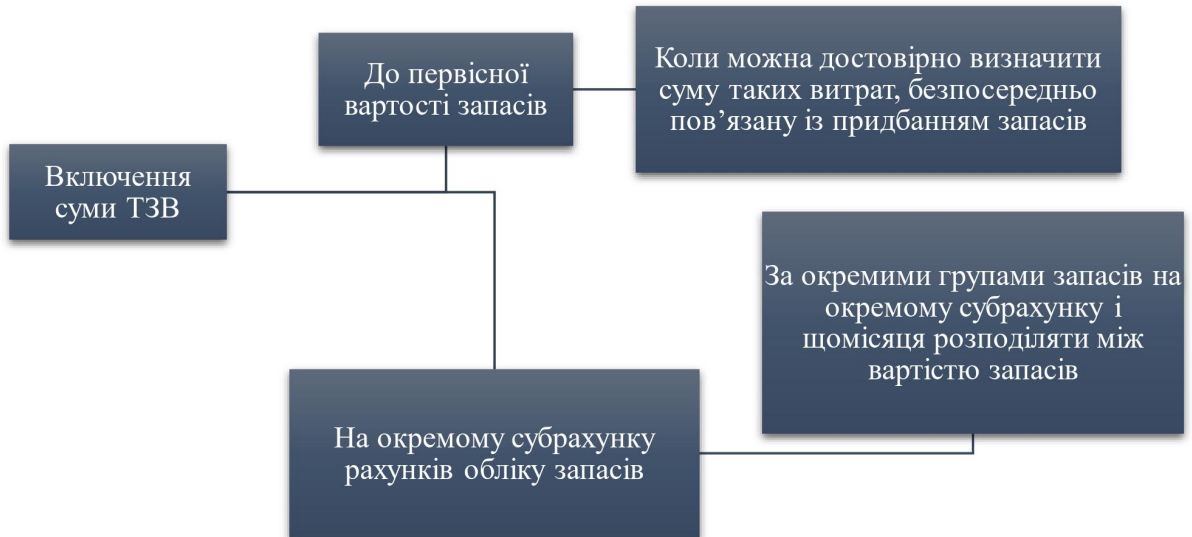 До первісної
вартості запасів
Коли можна достовірно визначити
суму таких витрат, безпосередньо
пов’язану із придбанням запасів
Включення
суми ТЗВ
За окремими групами запасів на
окремому субрахунку і
щомісяця розподіляти між
вартістю запасів
На окремому субрахунку
рахунків обліку запасів